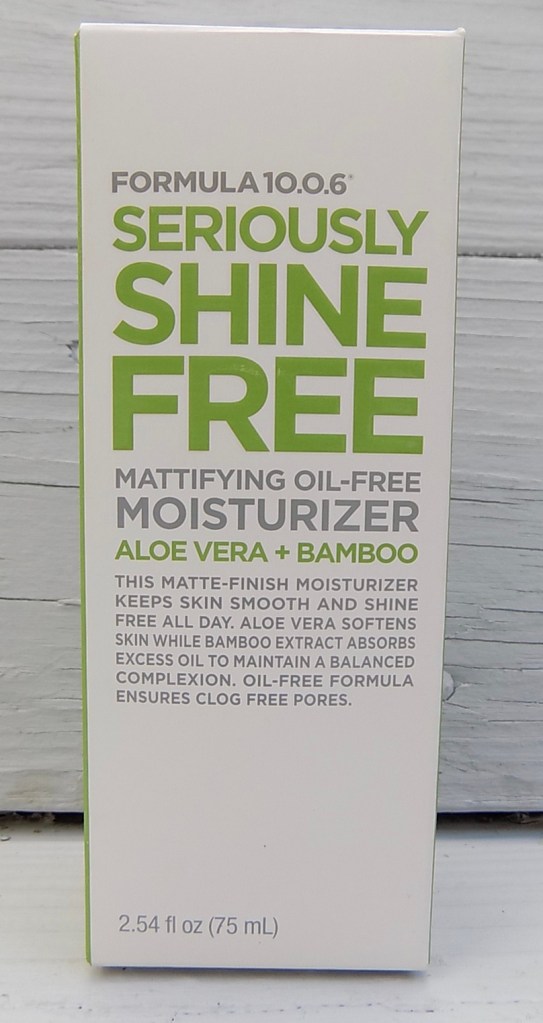 FORMULA 10.0.6®
SERIOUSLY
SHINE
FREE
MATTIFYING OIL-FREE
MOISTURIZER
ALOE VERA + BAMBOO
THIS MATTE-FINISH MOISTURIZER
KEEPS SKIN SMOOTH AND SHINE
FREE ALL DAY. ALOE VERA SOFTENS
SKIN WHILE BAMBOO EXTRACT ABSORBS
EXCESS OIL TO MAINTAIN A BALANCED
COMPLEXION. OIL-FREE FORMULA
ENSURES CLOG FREE PORES.
2.54 fl oz (75 mL)